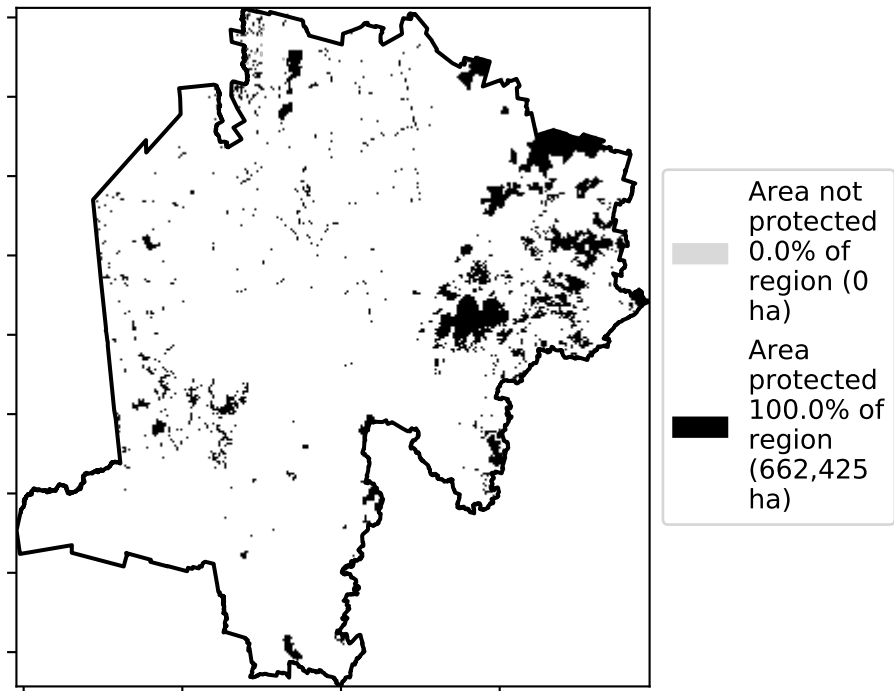 Area not
protected
0.0% of
region (0
ha)
Area
protected
100.0% of
region
(662,425
ha)